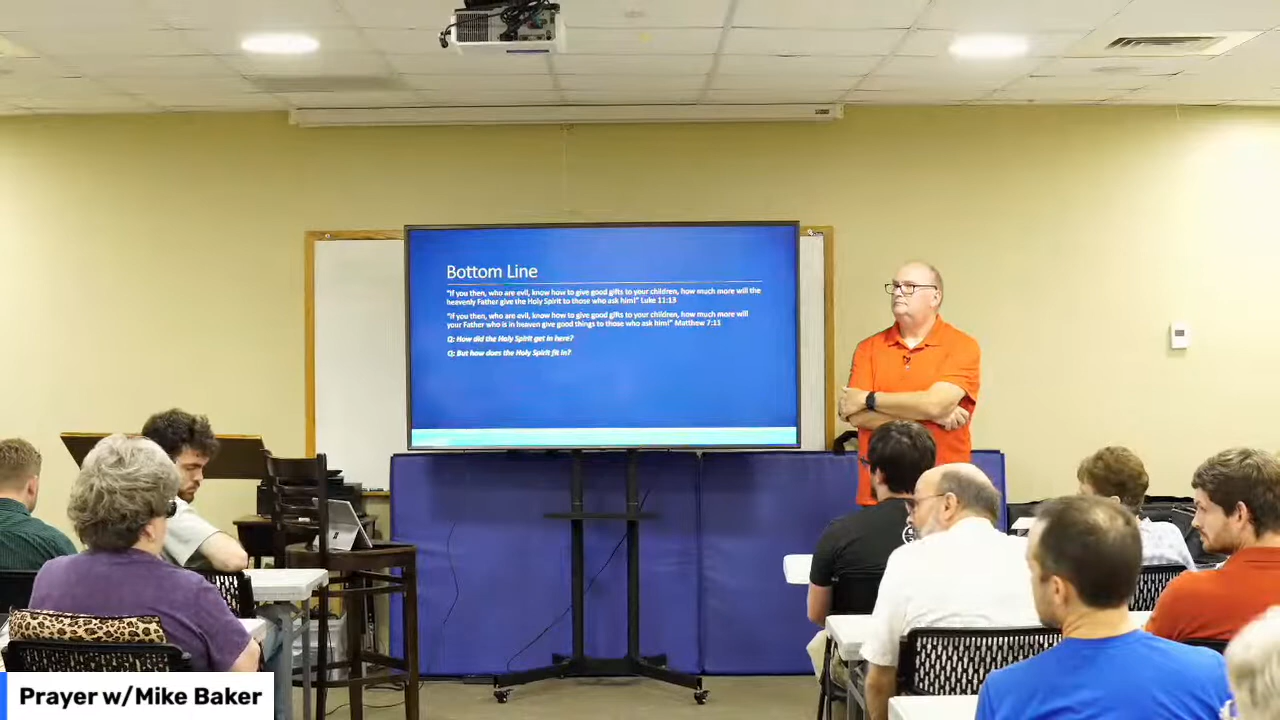 Bottom Line
"If you then, who are evil, know how to give good gifts to your children, how much more will the
heavenly Father give the Holy Spirit to those who ask him!" Luke 11:13
"If you then, who are evil, know how to give good gifts to your children, how much more will
your Father who is in heaven give good things to those who ask him!" Matthew 7:11
Q: How did the Holy Spirit get in here?
Q: But how does the Holy Spirit fit in?
Prayer w/Mike Baker